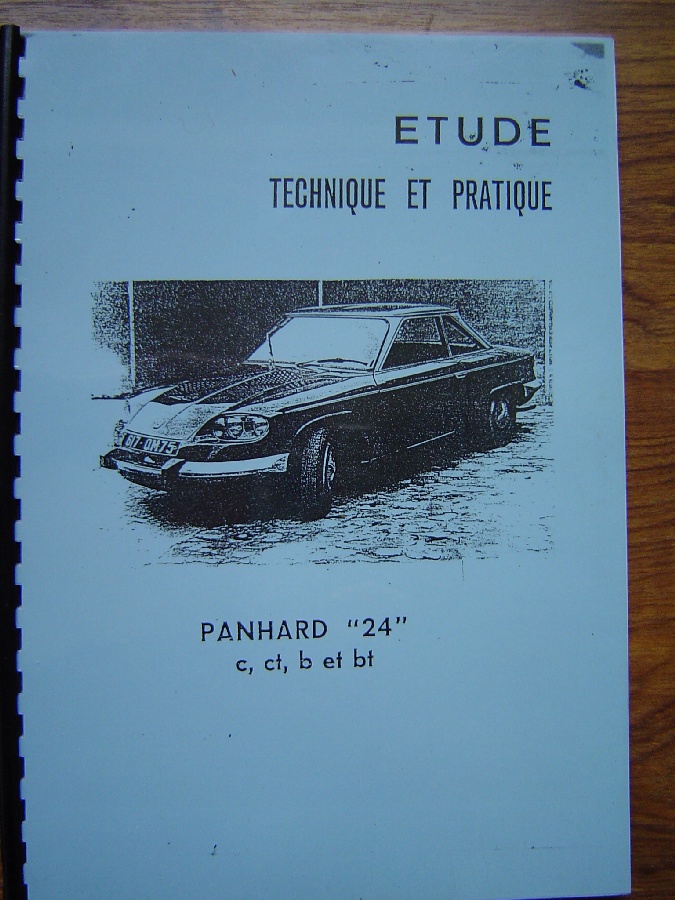 ETUDE
TECHNIQUE ET PRATIQUE
PANHARD "24"
c, ct, b et bt